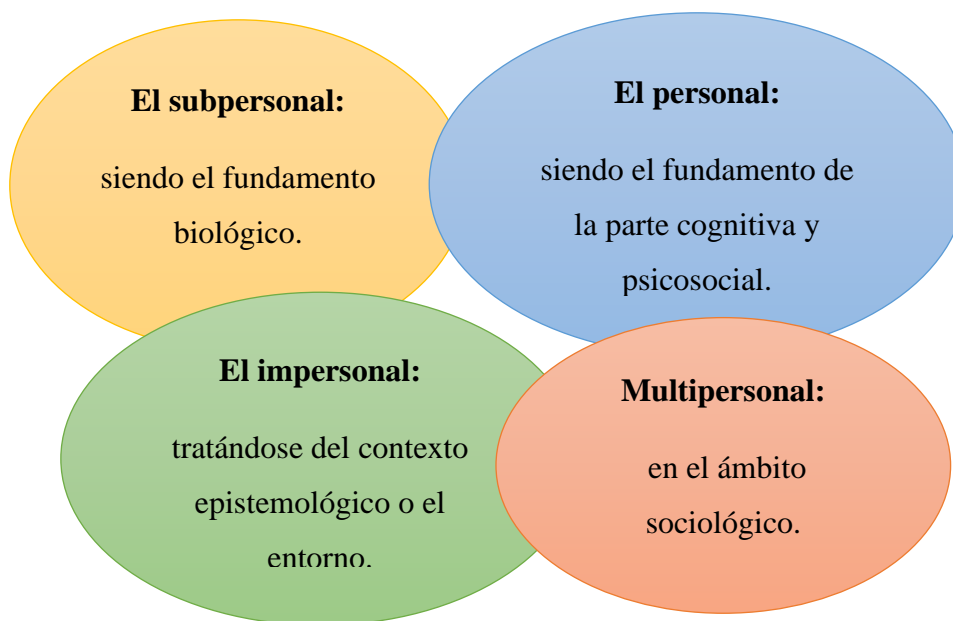 El subpersonal:
siendo el fundamento
biológico.
El personal:
siendo el fundamento de
la parte cognitiva y
psicosocial.
El impersonal:
tratándose del contexto
epistemológico o el
entorno.
Multipersonal:
en el ámbito
sociológico.